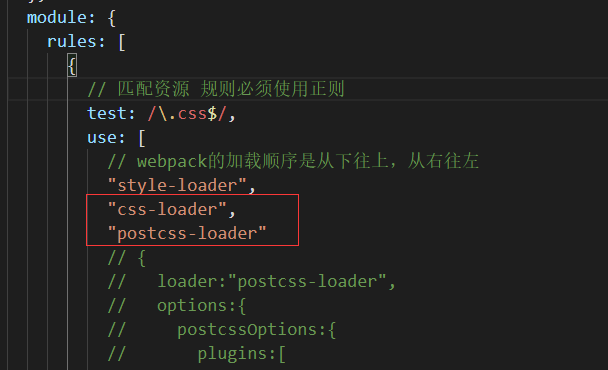 module: {
rules: [
{
// 匹配资源 规则必须使用正则
test: /\.css$/,
use: [
// webpack的加载顺序是从下往上，从右往左
"style-loader",
"css-loader",
"postcss-loader"
// {
//   loader:"postcss-loader",
//   options:{
//     postcssOptions:{
//       plugins:[